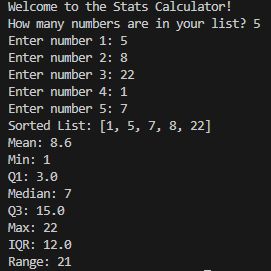 Welcome to the Stats Calculator!
How many numbers are in your list? 5
Enter number 1: 5
Enter number 2: 8
Enter number 3: 22
Enter number 4: 1
Enter number 5: 7
Sorted List: [1, 5, 7, 8, 22]
Mean: 8.6
Min: 1
Q1: 3.0
Median: 7
Q3: 15.0
Max: 22
IQR: 12.0
Range: 21